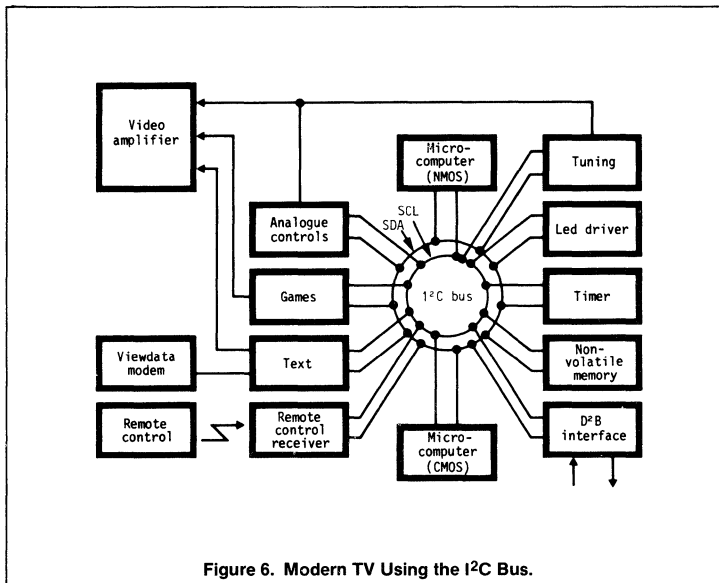 Video
amplifier
Micro-
computer
(NMOS)
Tuning
SCL
SDA
Analogue
controls
Led driver
Games
I²C bus
Timer
Viewdata
modem
Text
Non-
volatile
memory
Remote
control
Remote
control
receiver
Micro-
computer
(CMOS)
D²B
interface
Figure 6. Modern TV Using the I²C Bus.